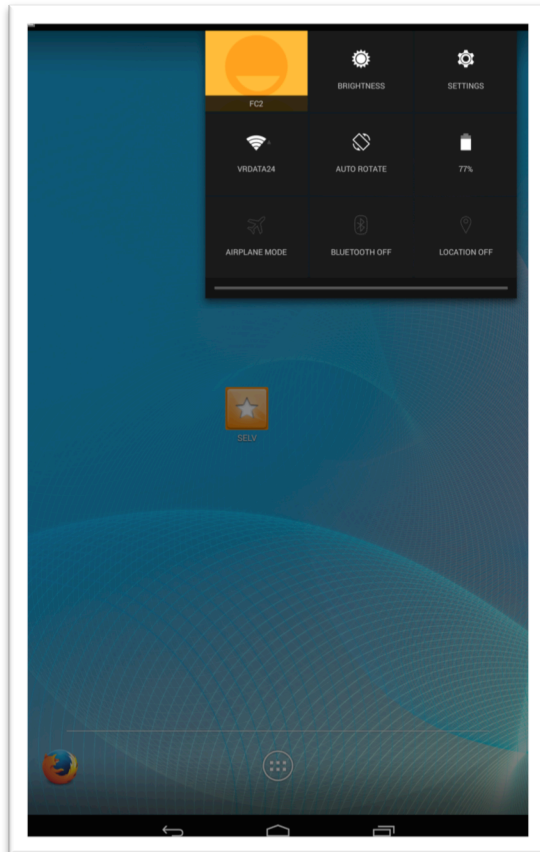 FC2
BRIGHTNESS
SETTINGS
VRDATA24
AUTO ROTATE
77%
AIRPLANE MODE
BLUETOOTH OFF
LOCATION OFF
SELV